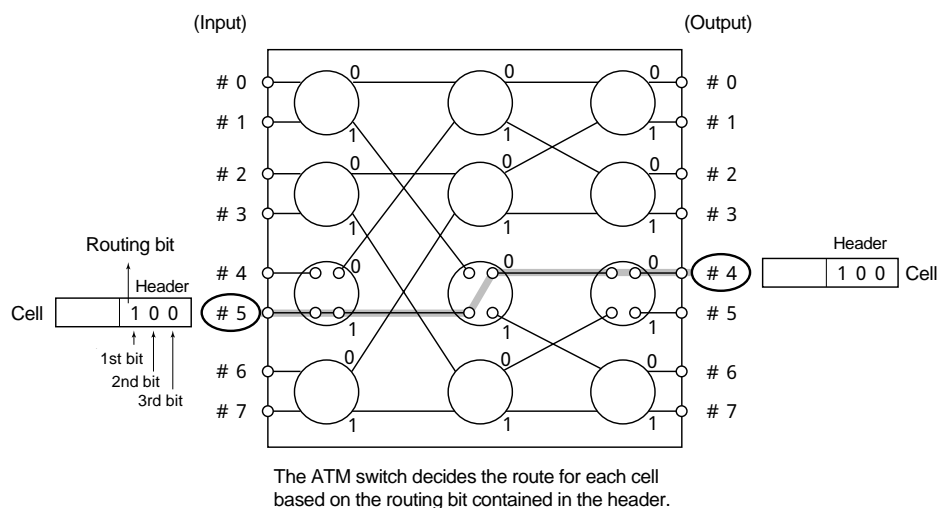 (Input) (Output)
0 0 0
# 0 # 0
# 1 # 1
1 1 1
0 0 0
# 2 # 2
# 3 # 3
1 1 1
Routing bit
Header
0 0 0
# 4 # 4
Header
1 0 0 Cell
Cell 1 0 0 # 5 # 5
1 1 1
1st bit
2nd bit
3rd bit
0 0 0
# 6 # 6
# 7 # 7
1 1 1
The ATM switch decides the route for each cell
based on the routing bit contained in the header.